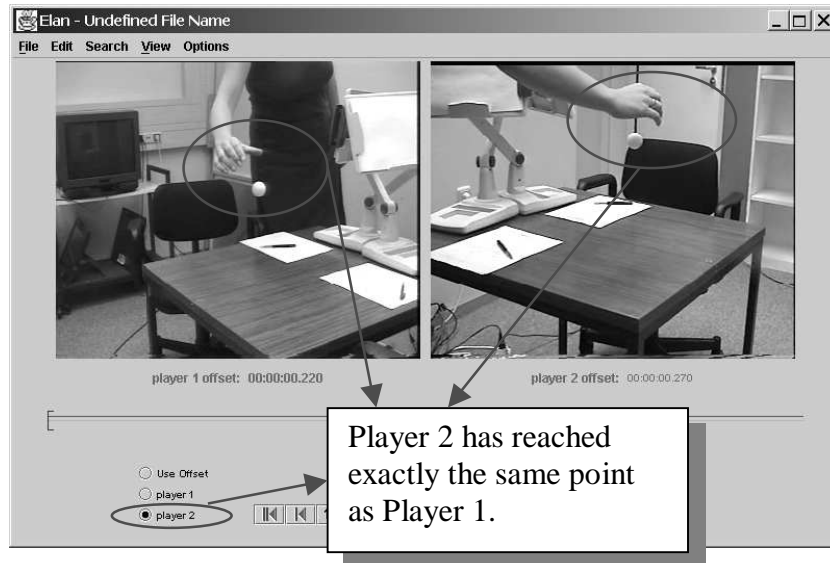 Elan - Undefined File Name
File Edit Search View Options
player 1 offset: 00:00:00.220
player 2 offset: 00:00:00.270
Player 2 has reached
exactly the same point
as Player 1.
Use Offset
player 1
player 2